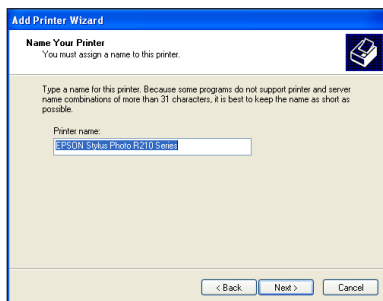 Add Printer Wizard
Name Your Printer
You must assign a name to this printer.
Type a name for this printer. Because some programs do not support printer and server
name combinations of more than 31 characters, it is best to keep the name as short as
possible.
Printer name:
EPSON Stylus Photo R210 Series
< Back
Next >
Cancel